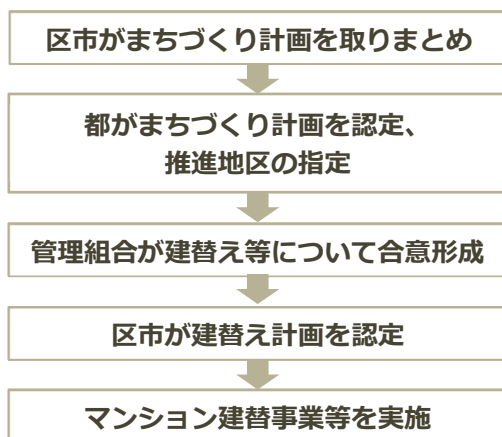 区市がまちづくり計画を取りまとめ
都がまちづくり計画を認定、
推進地区の指定
管理組合が建替え等について合意形成
区市が建替え計画を認定
マンション建替事業等を実施